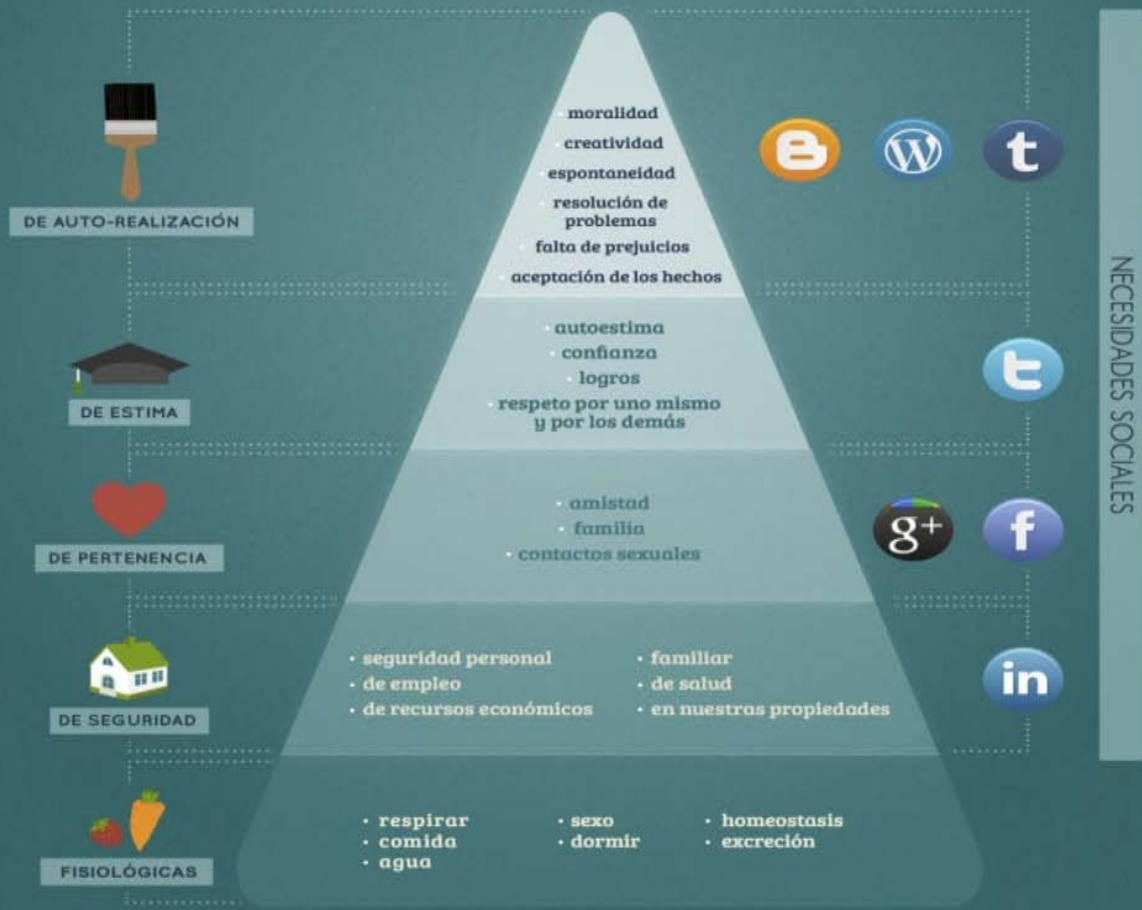 • moralidad
• creatividad
• espontaneidad
• resolución de
problemas
• falta de prejuicios
• aceptación de los hechos
DE AUTO-REALIZACIÓN
B
W
t
• autoestima
• confianza
• logros
• respeto por uno mismo
y por los demás
DE ESTIMA
t
• amistad
• familia
• contactos sexuales
DE PERTENENCIA
g+
f
• seguridad personal
• de empleo
• de recursos económicos
• familiar
• de salud
• en nuestras propiedades
DE SEGURIDAD
in
• respirar
• comida
• agua
• sexo
• dormir
• homeostasis
• excreción
FISIOLÓGICAS
NECESIDADES SOCIALES